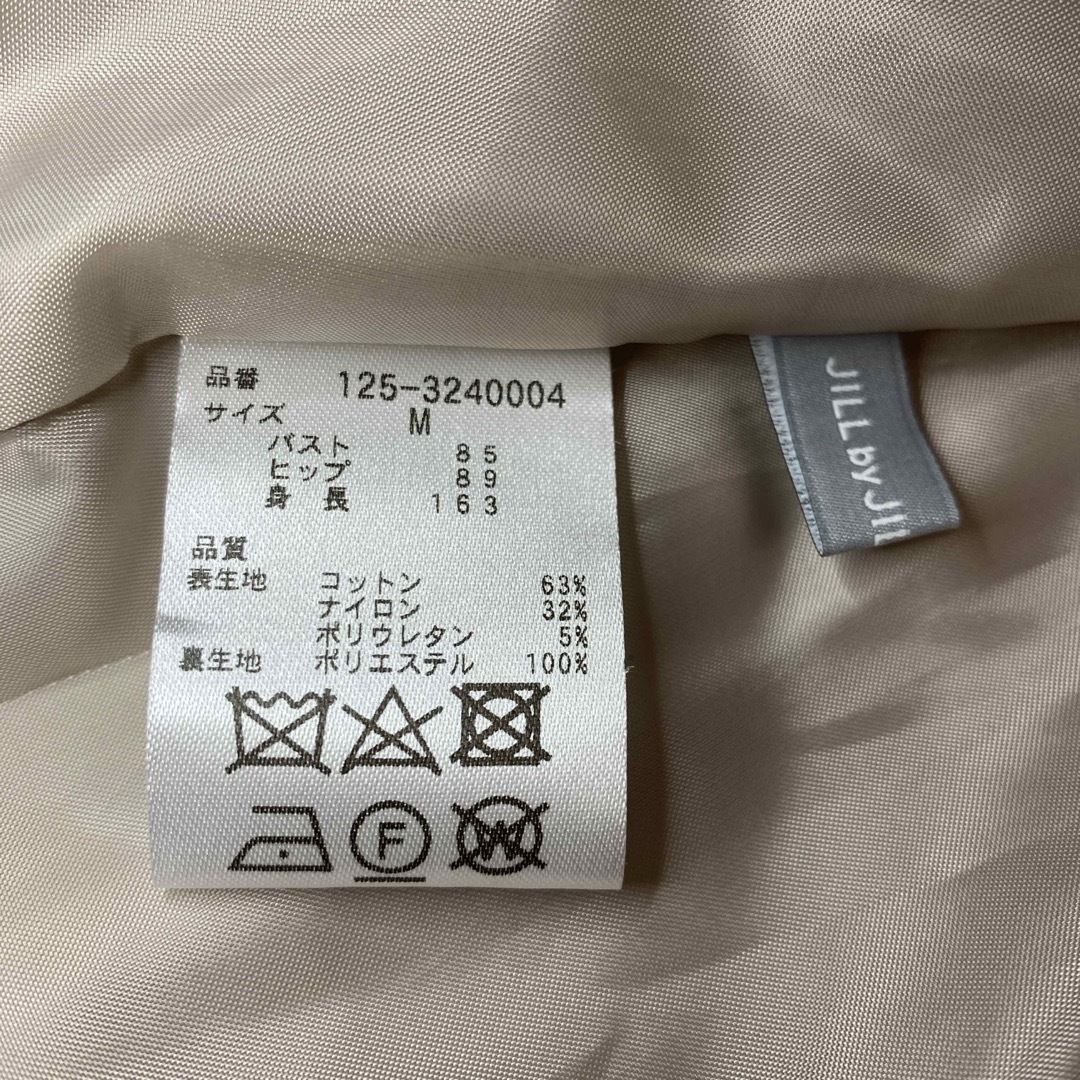 品番 125-3240004
サイズ M
バスト 85
ヒップ 89
身長 163
品質
表生地 コットン 63%
ナイロン 32%
ポリウレタン 5%
裏生地 ポリエステル 100%
F W
JILL by JIL